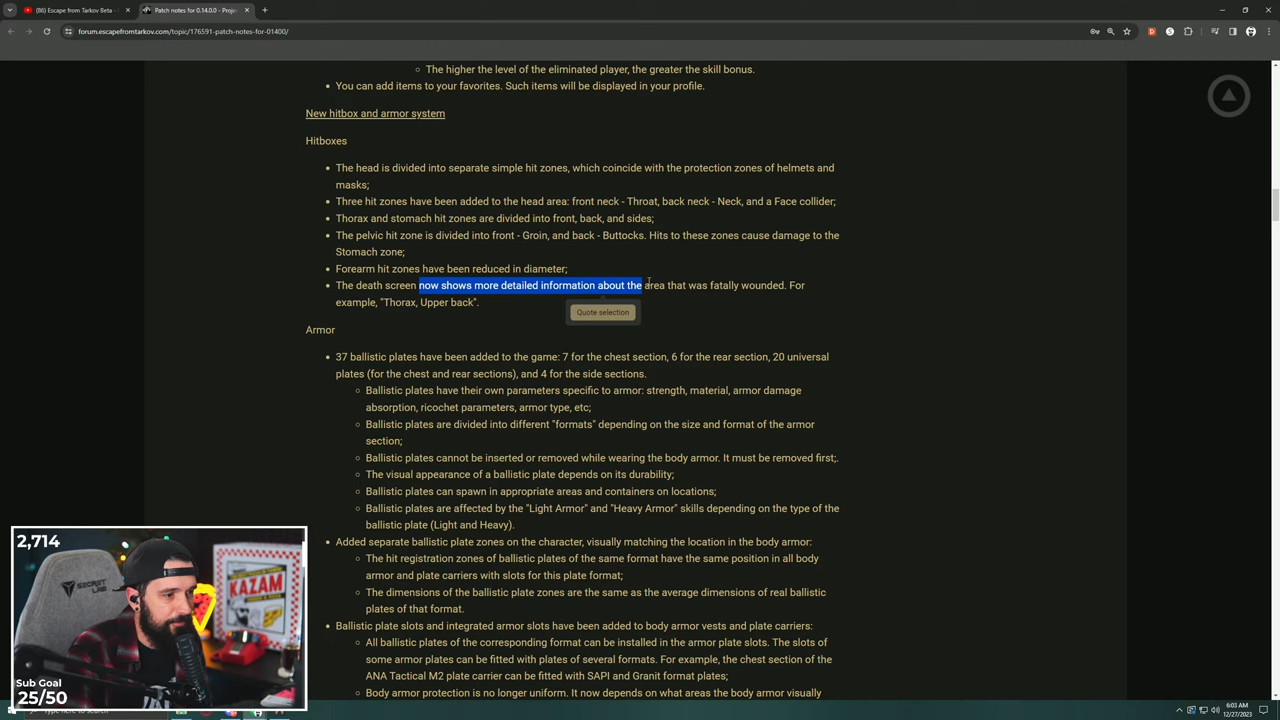 (86) Escape from Tarkov Beta -
Patch notes for 0.14.0.0 - Proje
forum.escapefromtarkov.com/topic/176591-patch-notes-for-01400/
The higher the level of the eliminated player, the greater the skill bonus.
You can add items to your favorites. Such items will be displayed in your profile.
New hitbox and armor system
Hitboxes
The head is divided into separate simple hit zones, which coincide with the protection zones of helmets and
masks;
Three hit zones have been added to the head area: front neck - Throat, back neck - Neck, and a Face collider;
Thorax and stomach hit zones are divided into front, back, and sides;
The pelvic hit zone is divided into front - Groin, and back - Buttocks. Hits to these zones cause damage to the
Stomach zone;
Forearm hit zones have been reduced in diameter;
The death screen now shows more detailed information about the area that was fatally wounded. For
example, "Thorax, Upper back".
Quote selection
Armor
37 ballistic plates have been added to the game: 7 for the chest section, 6 for the rear section, 20 universal
plates (for the chest and rear sections), and 4 for the side sections.
Ballistic plates have their own parameters specific to armor: strength, material, armor damage
absorption, ricochet parameters, armor type, etc;
Ballistic plates are divided into different "formats" depending on the size and format of the armor
section;
Ballistic plates cannot be inserted or removed while wearing the body armor. It must be removed first;.
The visual appearance of a ballistic plate depends on its durability;
Ballistic plates can spawn in appropriate areas and containers on locations;
Ballistic plates are affected by the "Light Armor" and "Heavy Armor" skills depending on the type of the
ballistic plate (Light and Heavy).
Added separate ballistic plate zones on the character, visually matching the location in the body armor:
The hit registration zones of ballistic plates of the same format have the same position in all body
armor and plate carriers with slots for this plate format;
The dimensions of the ballistic plate zones are the same as the average dimensions of real ballistic
plates of that format.
Ballistic plate slots and integrated armor slots have been added to body armor vests and plate carriers:
All ballistic plates of the corresponding format can be installed in the armor plate slots. The slots of
some armor plates can be fitted with plates of several formats. For example, the chest section of the
ANA Tactical M2 plate carrier can be fitted with SAPI and Granit format plates;
Body armor protection is no longer uniform. It now depends on what areas the body armor visually
2,714
SECRETLAB
KAZAM
Sub Goal
25/50
Type here to search
6:03 AM
12/27/2023